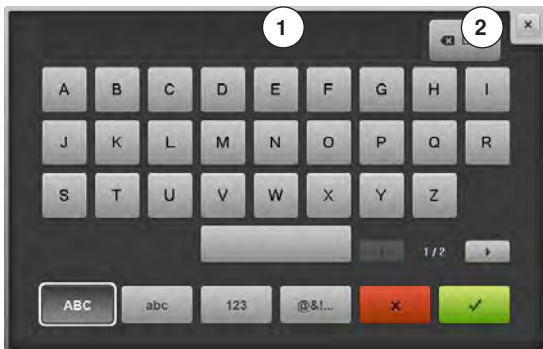 1 2
A B C D E F G H I
J K L M N O P Q R
S T U V W X Y Z
1/2
ABC abc 123 @&!...